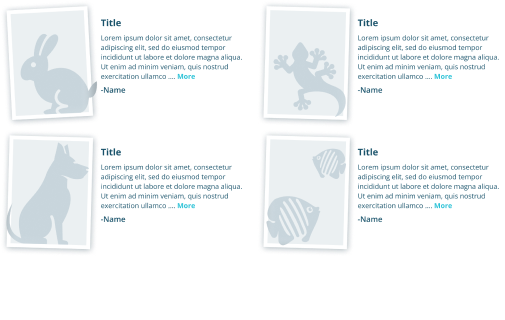 Title
Lorem ipsum dolor sit amet, consectetur
adipiscing elit, sed do eiusmod tempor
incididunt ut labore et dolore magna aliqua.
Ut enim ad minim veniam, quis nostrud
exercitation ullamco .... More
-Name
Title
Lorem ipsum dolor sit amet, consectetur
adipiscing elit, sed do eiusmod tempor
incididunt ut labore et dolore magna aliqua.
Ut enim ad minim veniam, quis nostrud
exercitation ullamco .... More
-Name
Title
Lorem ipsum dolor sit amet, consectetur
adipiscing elit, sed do eiusmod tempor
incididunt ut labore et dolore magna aliqua.
Ut enim ad minim veniam, quis nostrud
exercitation ullamco .... More
-Name
Title
Lorem ipsum dolor sit amet, consectetur
adipiscing elit, sed do eiusmod tempor
incididunt ut labore et dolore magna aliqua.
Ut enim ad minim veniam, quis nostrud
exercitation ullamco .... More
-Name